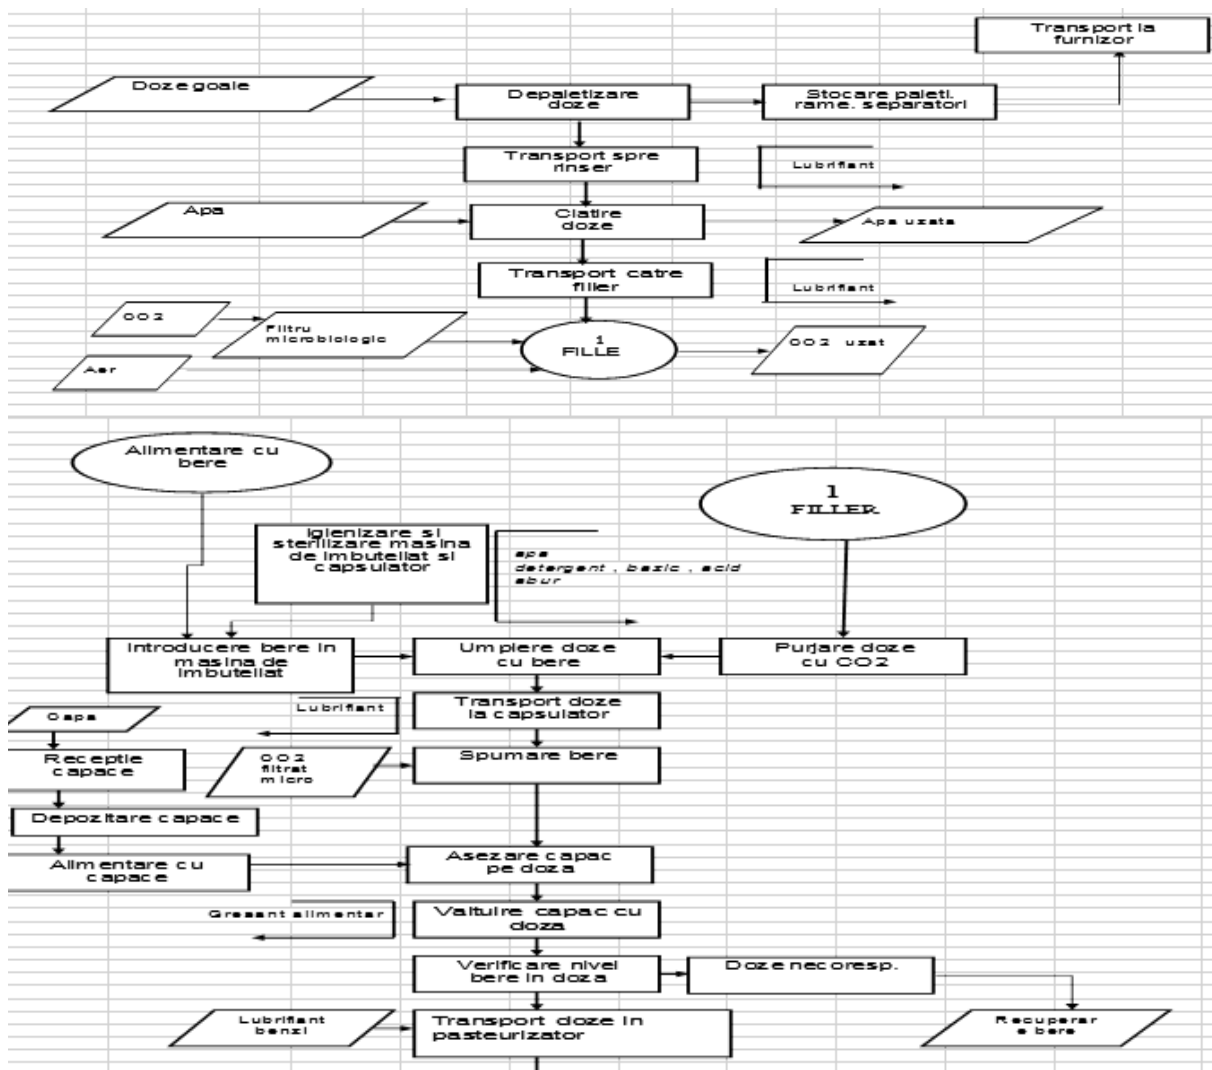 Transport la
furnizor
Doze goale
Depaletizare
doze
Stocare paleti.
rame. separatori
Transport spre
rinser
Lubrifiant
Apa
Clatire
doze
Apa uzata
Transport catre
filler
Lubrifiant
CO2
Filtru
microbiologic
1
FILLE
CO2 uzat
Aer
Alimentare cu
bere
1
FILLER
Igienizare si
sterilizare masina
de imbuteliat si
capsulator
apa
detergent , bazic , acid
abur
Introducere bere in
masina de
imbuteliat
Umplere doze
cu bere
Purjare doze
cu CO2
Lubrifiant
Transport doze
la capsulator
Capa
Receptie
capace
CO2
filtrat
micro
Spumare bere
Depozitare capace
Alimentare cu
capace
Asezare capac
pe doza
Gresant alimentar
Valtuire capac cu
doza
Verificare nivel
bere in doza
Doze necoresp.
Lubrifiant
benzi
Transport doze in
pasteurizator
Recuperar
e bere